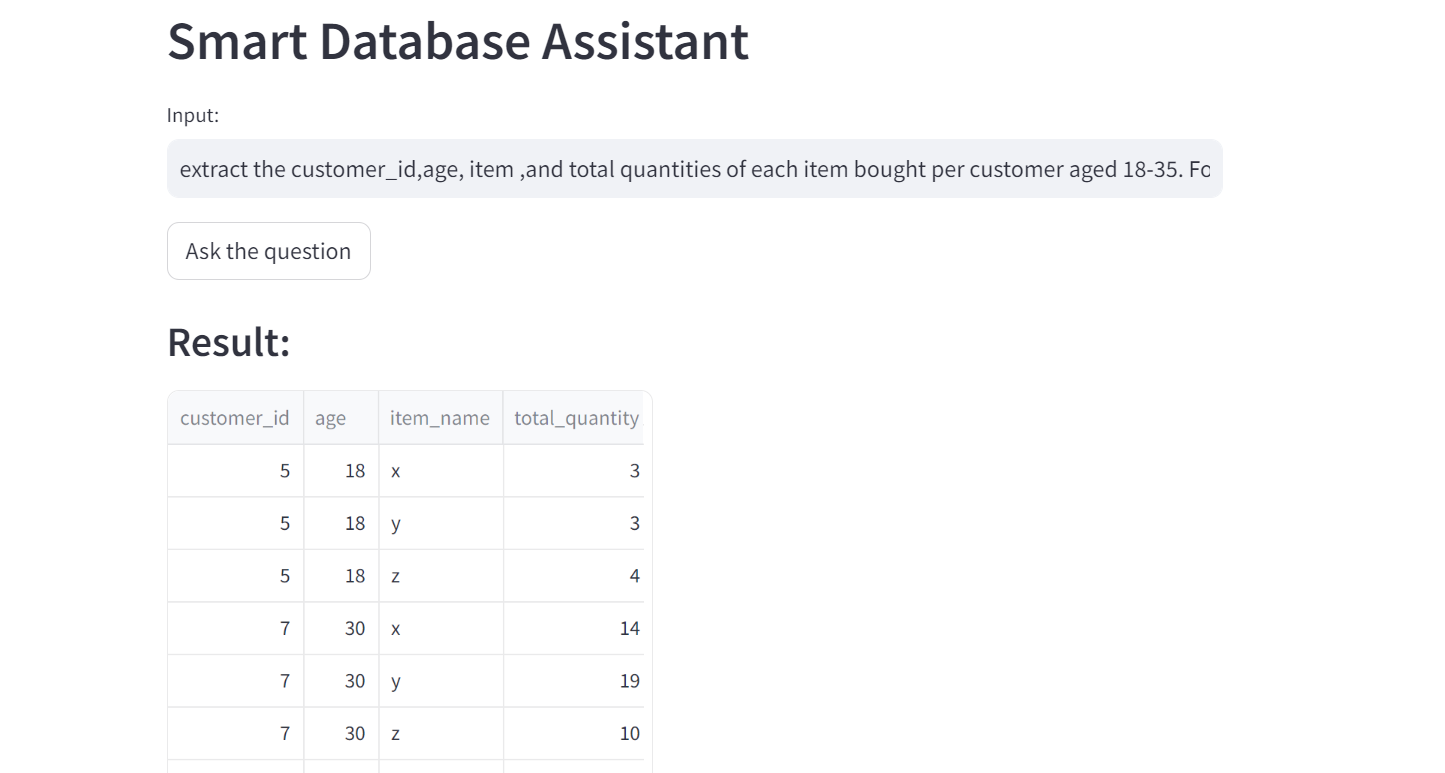 Smart Database Assistant
Input:
extract the customer_id,age, item ,and total quantities of each item bought per customer aged 18-35. Fo
Ask the question
Result:
customer_id age item_name total_quantity
5 18 x 3
5 18 y 3
5 18 z 4
7 30 x 14
7 30 y 19
7 30 z 10